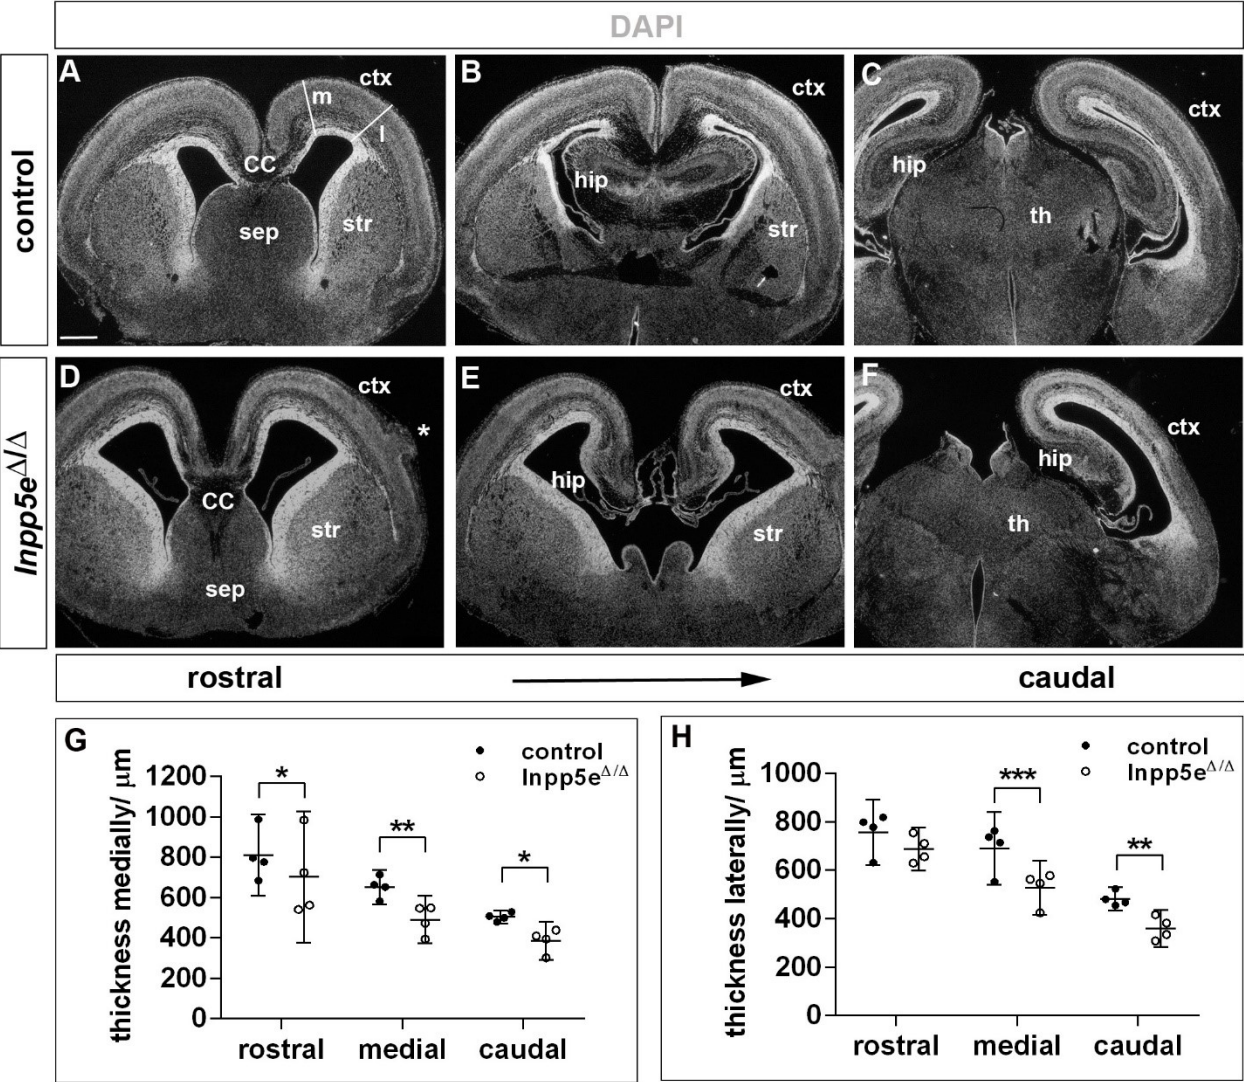 DAPI
control
A
ctx
m
l
CC
sep
str
B
ctx
hip
str
C
ctx
hip
th
Inpp5eΔ/Δ
D
ctx
*
CC
str
sep
E
ctx
hip
str
F
ctx
hip
th
rostral
caudal
G
control
Inpp5eΔ/Δ
thickness medially/ μm
1200
1000
800
600
400
200
0
*
**
*
rostral
medial
caudal
H
control
Inpp5eΔ/Δ
thickness laterally/ μm
1000
800
600
400
200
0
***
**
rostral
medial
caudal